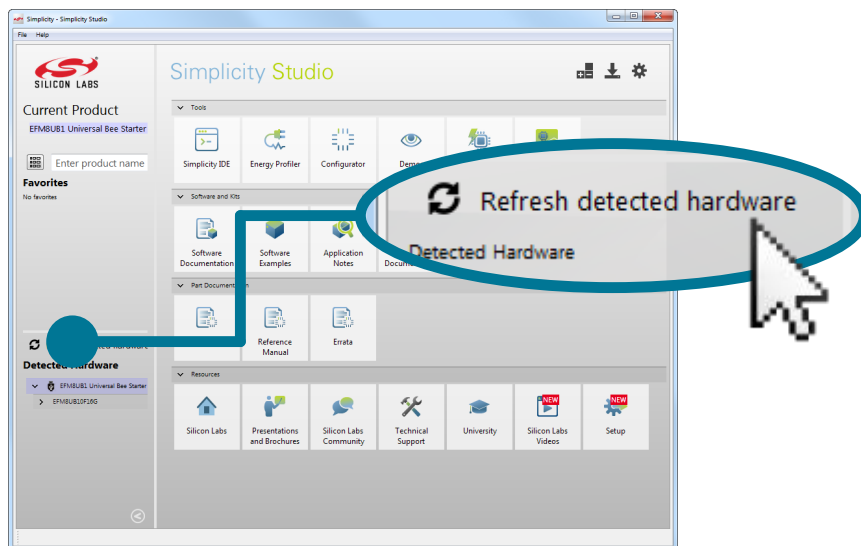 Simplicity - Simplicity Studio
File Help
SILICON LABS
Simplicity Studio
Current Product
EFM8UB1 Universal Bee Starter
Enter product name
Favorites
No favorites
Tools
Simplicity IDE
Energy Profiler
Configurator
Refresh detected hardware
Detected Hardware
Software and Kits
Software
Documentation
Software
Examples
Application
Notes
Part Documentation
Reference
Manual
Errata
Detected Hardware
EFM8UB1 Universal Bee Starter
EFM8UB10F16G
Resources
Silicon Labs
Presentations
and Brochures
Silicon Labs
Community
Technical
Support
University
NEW
Silicon Labs
Videos
NEW
Setup